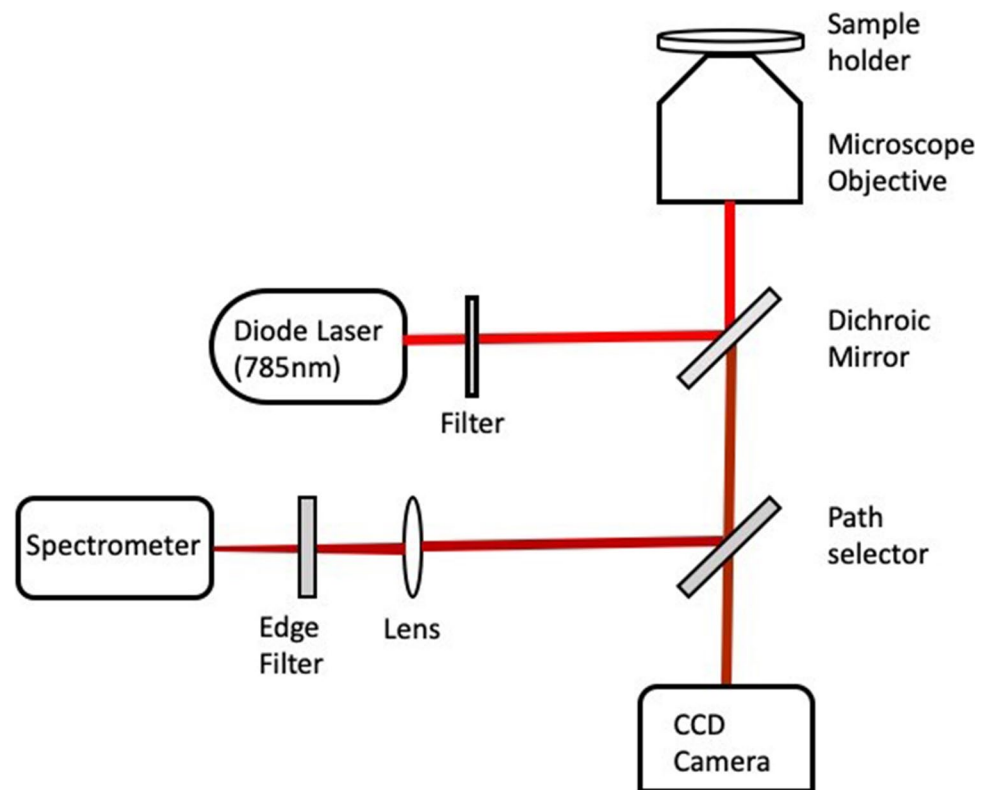 Sample
holder
Microscope
Objective
Diode Laser
(785nm)
Filter
Dichroic
Mirror
Spectrometer
Edge
Filter
Lens
Path
selector
CCD
Camera